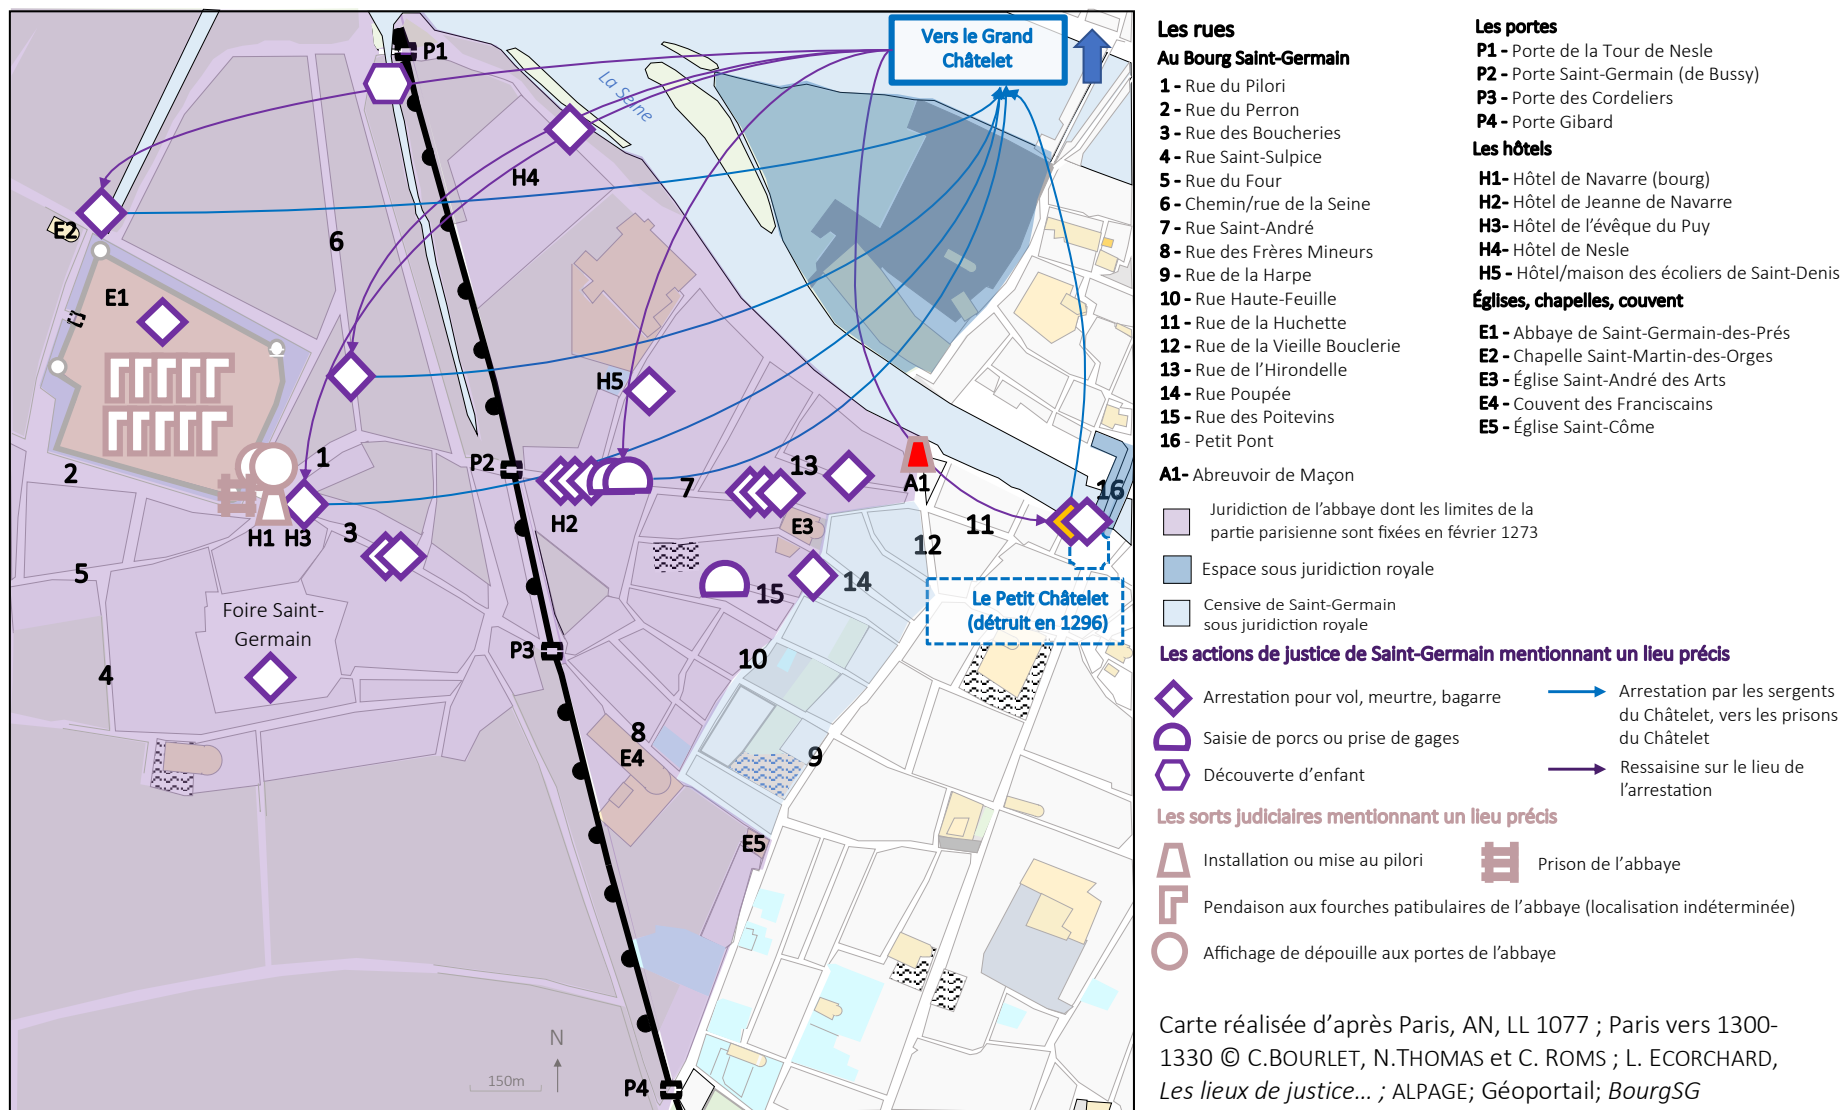 Vers le Grand
Châtelet
La Seine
P1
H4
E2
6
E1
H5
P2
1
2
13
7
A1
16
H2
E3
11
12
H1 H3
3
5
14
15
Foire Saint-
Germain
Le Petit Châtelet
(détruit en 1296)
P3
10
4
8
E4
9
E5
N
150m
P4
Les rues
Au Bourg Saint-Germain
1 - Rue du Pilori
2 - Rue du Perron
3 - Rue des Boucheries
4 - Rue Saint-Sulpice
5 - Rue du Four
6 - Chemin/rue de la Seine
7 - Rue Saint-André
8 - Rue des Frères Mineurs
9 - Rue de la Harpe
10 - Rue Haute-Feuille
11 - Rue de la Huchette
12 - Rue de la Vieille Bouclerie
13 - Rue de l’Hirondelle
14 - Rue Poupée
15 - Rue des Poitevins
16 - Petit Pont
A1- Abreuvoir de Maçon
Les portes
P1 - Porte de la Tour de Nesle
P2 - Porte Saint-Germain (de Bussy)
P3 - Porte des Cordeliers
P4 - Porte Gibard
Les hôtels
H1- Hôtel de Navarre (bourg)
H2- Hôtel de Jeanne de Navarre
H3- Hôtel de l’évêque du Puy
H4- Hôtel de Nesle
H5 - Hôtel/maison des écoliers de Saint-Denis
Églises, chapelles, couvent
E1 - Abbaye de Saint-Germain-des-Prés
E2 - Chapelle Saint-Martin-des-Orges
E3 - Église Saint-André des Arts
E4 - Couvent des Franciscains
E5 - Église Saint-Côme
Juridiction de l’abbaye dont les limites de la
partie parisienne sont fixées en février 1273
Espace sous juridiction royale
Censive de Saint-Germain
sous juridiction royale
Les actions de justice de Saint-Germain mentionnant un lieu précis
Arrestation pour vol, meurtre, bagarre
Saisie de porcs ou prise de gages
Découverte d’enfant
Arrestation par les sergents
du Châtelet, vers les prisons
du Châtelet
Ressaisine sur le lieu de
l’arrestation
Les sorts judiciaires mentionnant un lieu précis
Installation ou mise au pilori
Prison de l’abbaye
Pendaison aux fourches patibulaires de l’abbaye (localisation indéterminée)
Affichage de dépouille aux portes de l’abbaye
Carte réalisée d’après Paris, AN, LL 1077 ; Paris vers 1300-
1330 © C.BOURLET, N.THOMAS et C. ROMS ; L. ECORCHARD,
Les lieux de justice... ; ALPAGE; Géoportail; BourgSG